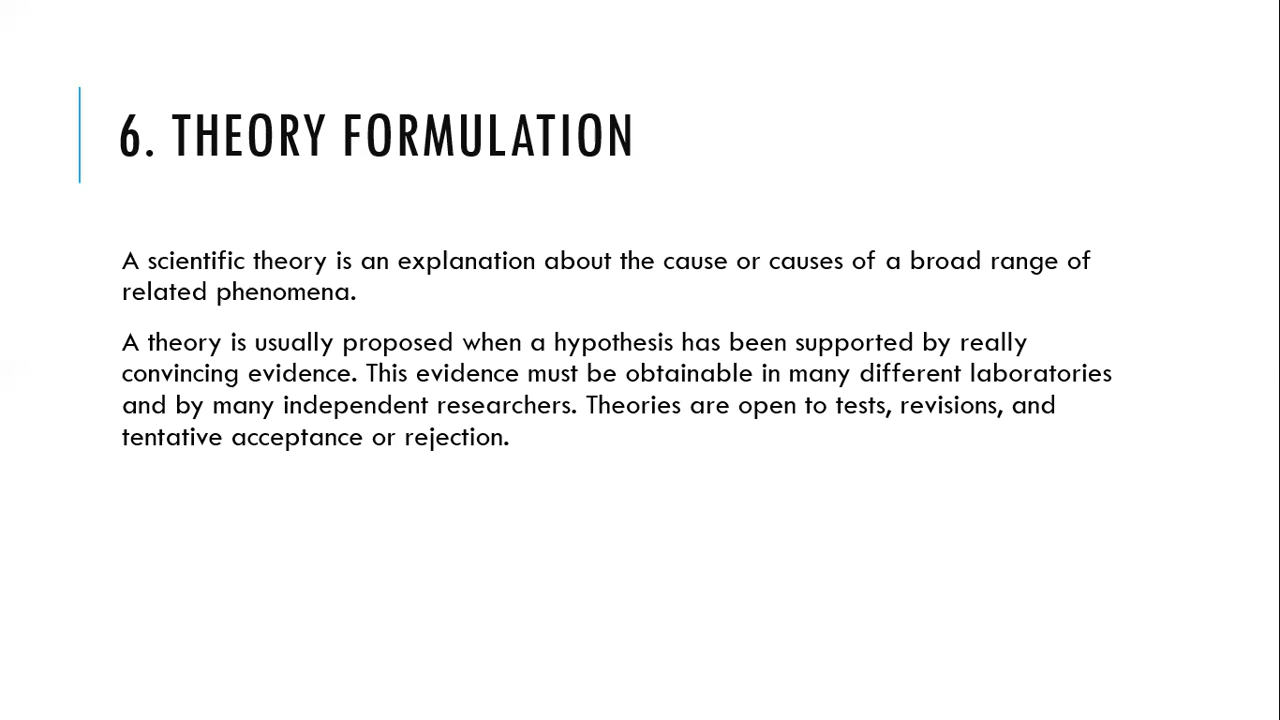 6. THEORY FORMULATION
A scientific theory is an explanation about the cause or causes of a broad range of
related phenomena.
A theory is usually proposed when a hypothesis has been supported by really
convincing evidence. This evidence must be obtainable in many different laboratories
and by many independent researchers. Theories are open to tests, revisions, and
tentative acceptance or rejection.